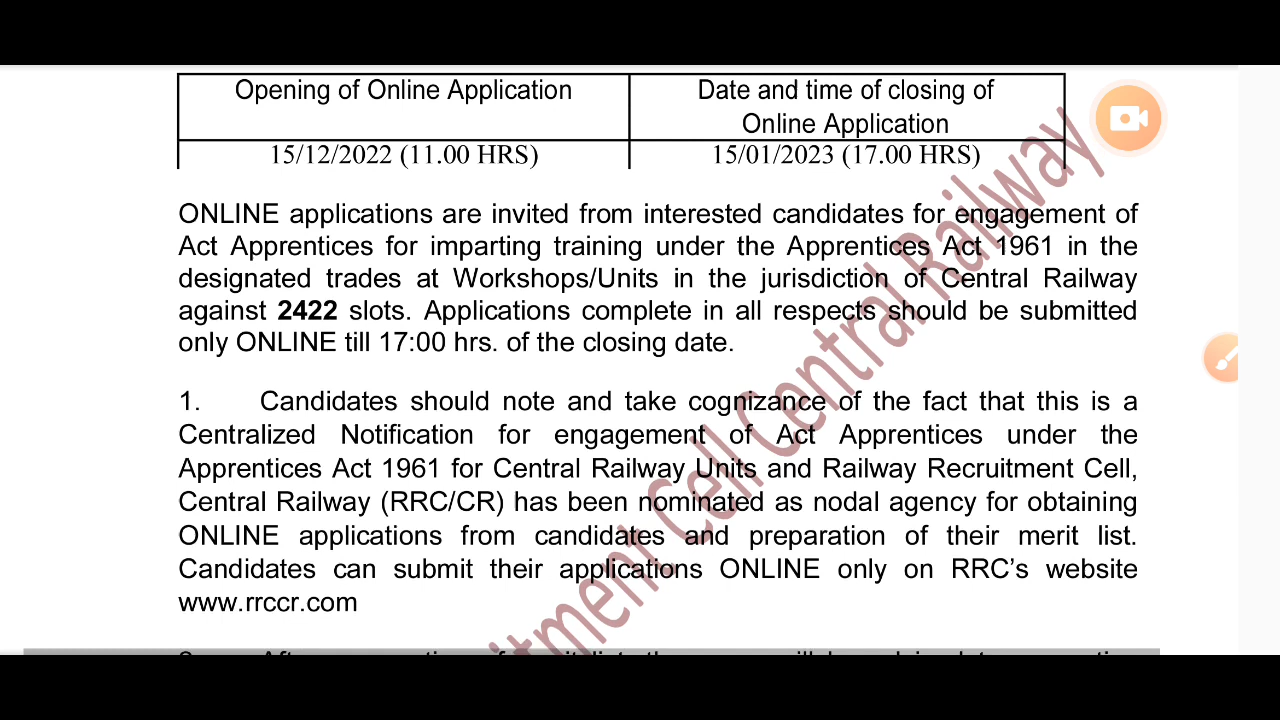 Opening of Online Application
Date and time of closing of
Online Application
15/12/2022 (11.00 HRS)
15/01/2023 (17.00 HRS)
ONLINE applications are invited from interested candidates for engagement of
Act Apprentices for imparting training under the Apprentices Act 1961 in the
designated trades at Workshops/Units in the jurisdiction of Central Railway
against 2422 slots. Applications complete in all respects should be submitted
only ONLINE till 17:00 hrs. of the closing date.
1. Candidates should note and take cognizance of the fact that this is a
Centralized Notification for engagement of Act Apprentices under the
Apprentices Act 1961 for Central Railway Units and Railway Recruitment Cell,
Central Railway (RRC/CR) has been nominated as nodal agency for obtaining
ONLINE applications from candidates and preparation of their merit list.
Candidates can submit their applications ONLINE only on RRC's website
www.rrccr.com
itment Cell Central Railway